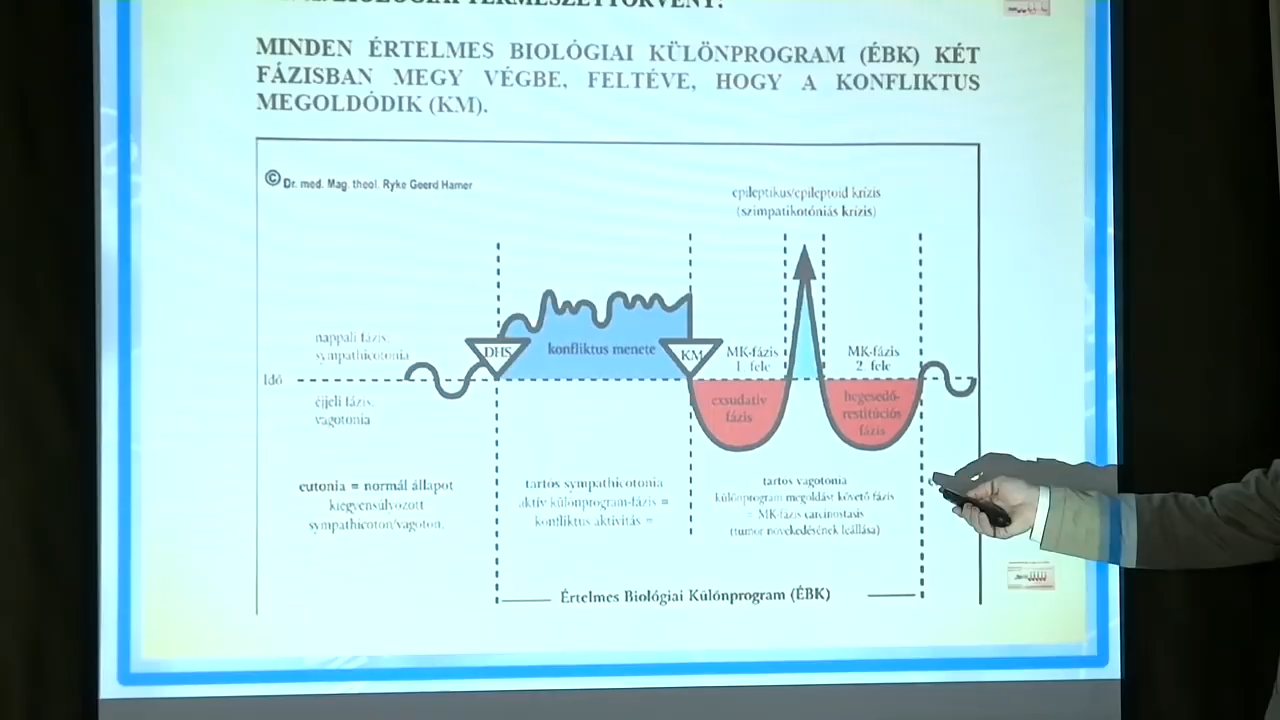 BIOLÓGIAI TERMÉSZETTÖRVÉNY:
MINDEN ÉRTELMES BIOLÓGIAI KÜLÖNPROGRAM (ÉBK) KÉT
FÁZISBAN MEGY VÉGBE, FELTÉVE, HOGY A KONFLIKTUS
MEGOLDÓDIK (KM).
© Dr. med. Mag. theol. Ryke Geerd Hamer
epileptikus/epileptoid krízis
(szimpatikotóniás krízis)
nappali fázis,
sympathicotonia
DHS
konfliktus menete
KM
MK-fázis
1. fele
MK-fázis
2. fele
Idő
éjjeli fázis,
vagotonia
exsudatív
fázis
hegesedő-
restitúciós
fázis
eutonia = normál állapot
kiegyensúlyozott
sympathicoton/vagoton.
tartós sympathicotonia
aktív különprogram-fázis =
konfliktus aktivitás =
tartós vagotonia
különprogram megoldást követő fázis
= MK-fázis carcinostasis
(tumor növekedésének leállása)
Értelmes Biológiai Különprogram (ÉBK)